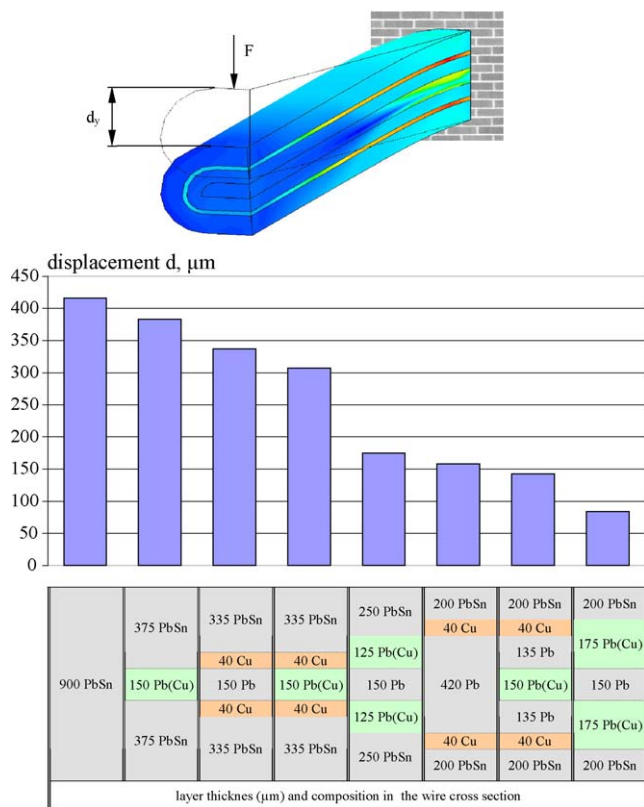 F
dy
displacement d, µm
450
400
350
300
250
200
150
100
50
0
900 PbSn
375 PbSn
150 Pb(Cu)
375 PbSn
335 PbSn
40 Cu
150 Pb
40 Cu
335 PbSn
335 PbSn
40 Cu
150 Pb(Cu)
40 Cu
335 PbSn
250 PbSn
125 Pb(Cu)
150 Pb
125 Pb(Cu)
250 PbSn
200 PbSn
40 Cu
420 Pb
40 Cu
200 PbSn
200 PbSn
40 Cu
135 Pb
150 Pb(Cu)
135 Pb
40 Cu
200 PbSn
200 PbSn
175 Pb(Cu)
150 Pb
175 Pb(Cu)
200 PbSn
layer thicknes (µm) and composition in the wire cross section